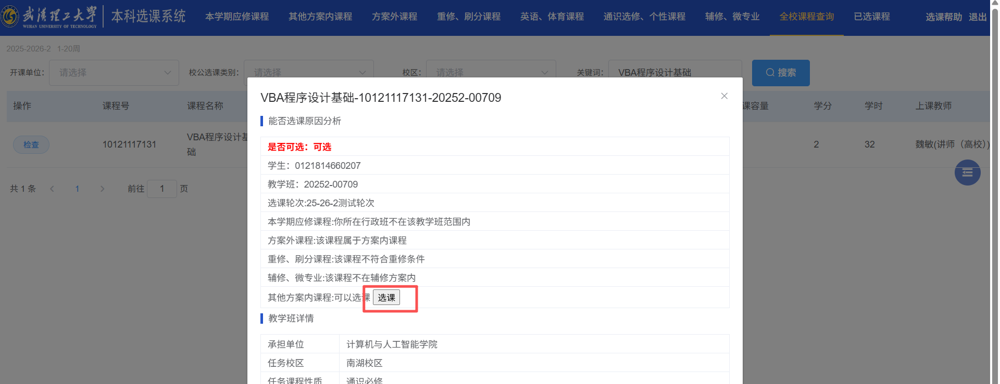 武汉理工大学 本科选课系统 本学期应修课程 其他方案内课程 方案外课程 重修、刷分课程 英语、体育课程 通识选修、个性课程 辅修、微专业 全校课程查询 已选课程 选课帮助 退出
WUHAN UNIVERSITY OF TECHNOLOGY
2025-2026-2 1-20周
开课单位: 请选择 校公选课类别: 请选择 校区: 请选择 关键词: VBA程序设计基础 搜索
操作 课程号 课程名称 课容量 学分 学时 上课教师
检查 10121117131 VBA程序设计基
础 2 32 魏敏(讲师（高校))
共 1 条 1 前往 1 页
VBA程序设计基础-10121117131-20252-00709
能否选课原因分析
是否可选：可选
学生：0121814660207
教学班：20252-00709
选课轮次:25-26-2测试轮次
本学期应修课程:你所在行政班不在该教学班范围内
方案外课程:该课程属于方案内课程
重修、刷分课程:该课程不符合重修条件
辅修、微专业:该课程不在辅修方案内
其他方案内课程:可以选课 选课
教学班详情
承担单位 计算机与人工智能学院
任务校区 南湖校区
任务课程性质 通识必修